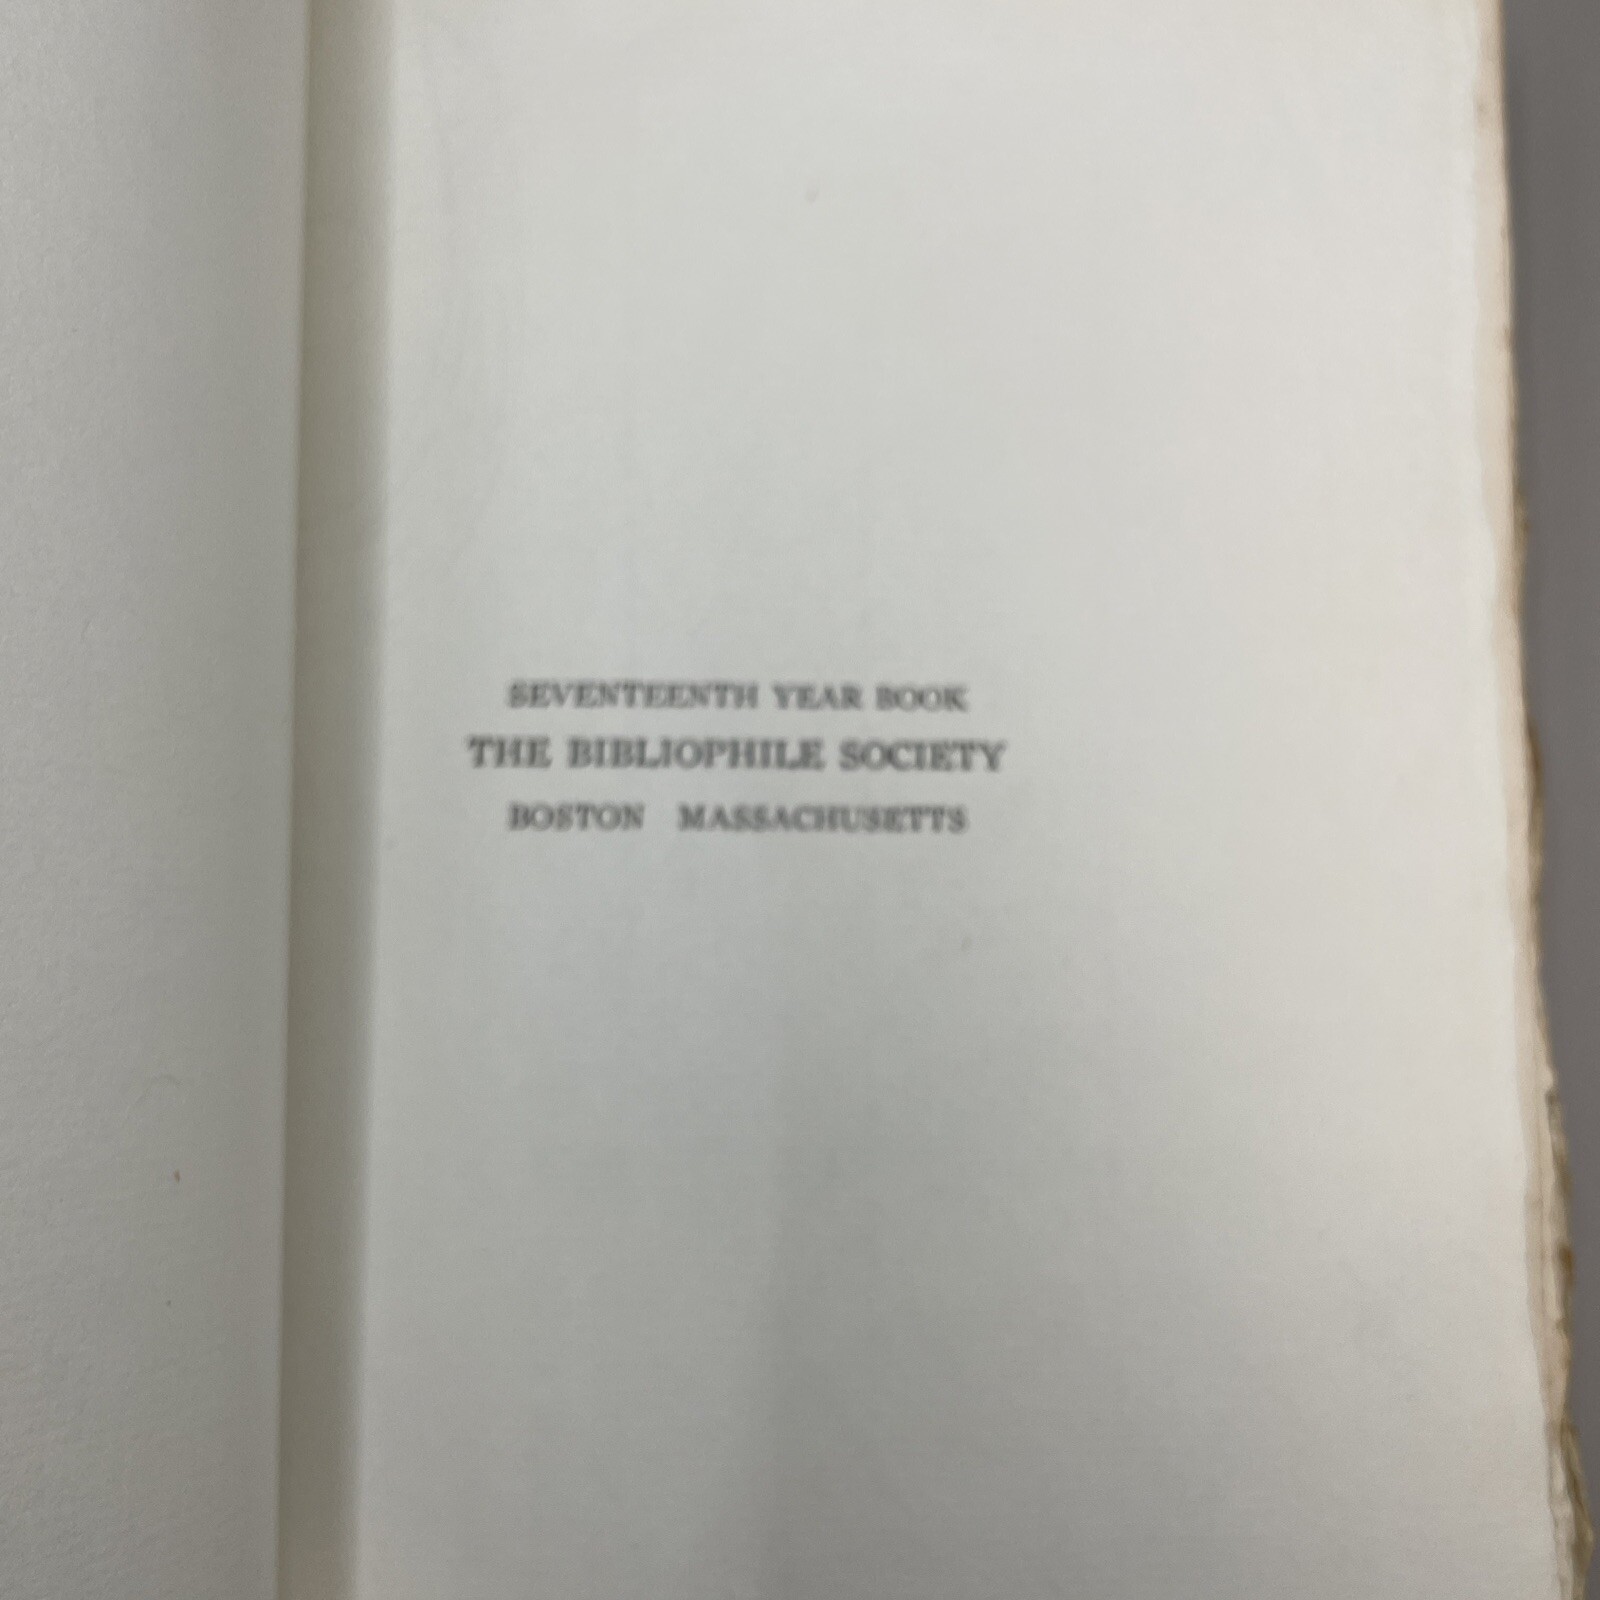 SEVENTEENTH YEAR BOOK
THE BIBLIOPHILE SOCIETY
BOSTON MASSACHUSETTS